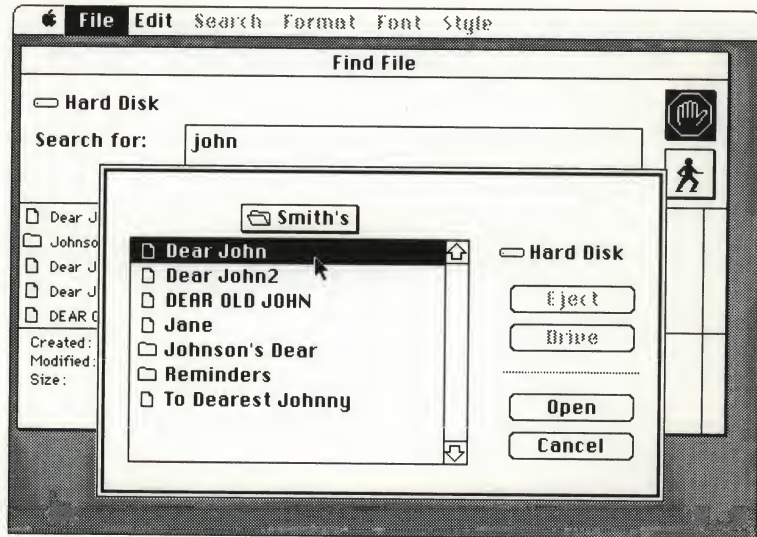 File Edit Search Format Font Style
Find File
Hard Disk
Search for: john
Dear J
Johnso
Dear J
Dear J
DEAR O
Created:
Modified:
Size:
Smith's
Dear John
Dear John2
DEAR OLD JOHN
Jane
Johnson's Dear
Reminders
To Dearest Johnny
Hard Disk
Eject
Drive
Open
Cancel